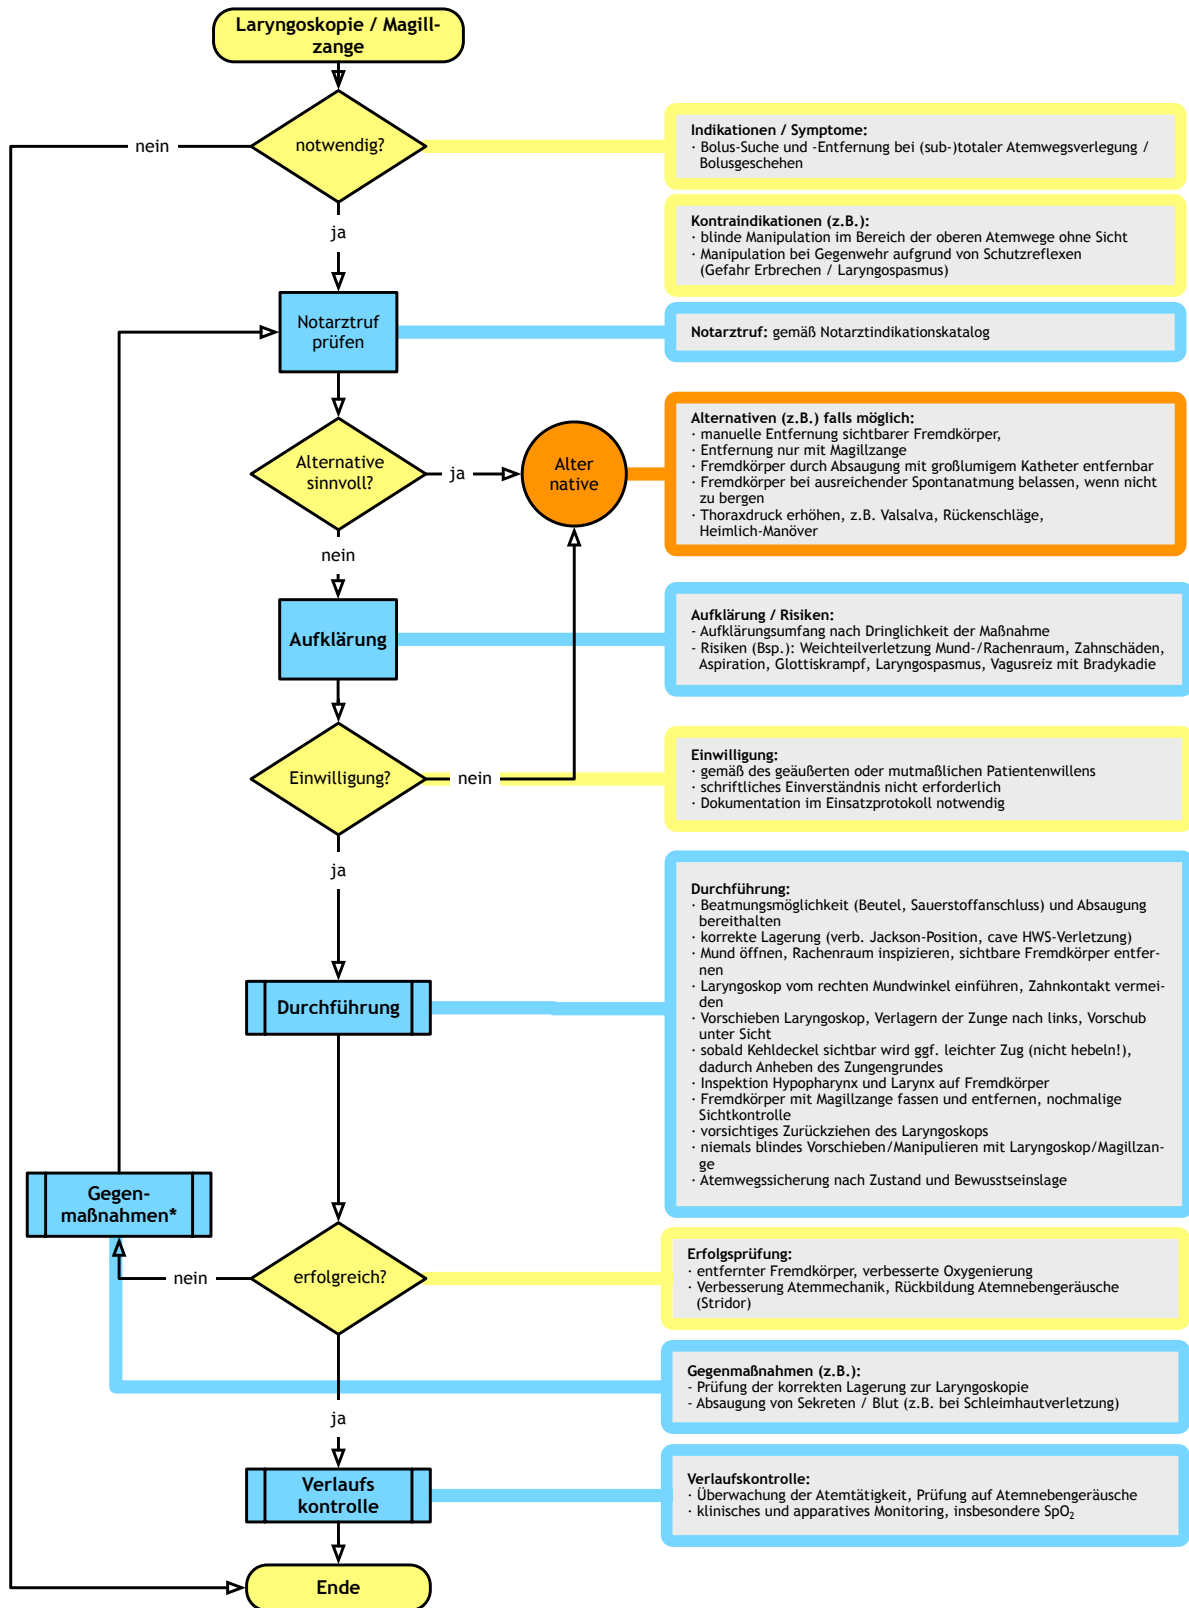 Laryngoskopie / Magill-
zange
nein
notwendig?
Indikationen / Symptome:
· Bolus-Suche und -Entfernung bei (sub-)totaler Atemwegsverlegung /
Bolusgeschehen
ja
Kontraindikationen (z.B.):
· blinde Manipulation im Bereich der oberen Atemwege ohne Sicht
· Manipulation bei Gegenwehr aufgrund von Schutzreflexen
(Gefahr Erbrechen / Laryngospasmus)
Notarztruf
prüfen
Notarztruf: gemäß Notarztindikationskatalog
Alternative
sinnvoll?
ja
Alter
native
Alternativen (z.B.) falls möglich:
· manuelle Entfernung sichtbarer Fremdkörper,
· Entfernung nur mit Magillzange
· Fremdkörper durch Absaugung mit großlumigem Katheter entfernbar
· Fremdkörper bei ausreichender Spontanatmung belassen, wenn nicht
zu bergen
· Thoraxdruck erhöhen, z.B. Valsalva, Rückenschläge,
Heimlich-Manöver
nein
Aufklärung
Aufklärung / Risiken:
- Aufklärungsumfang nach Dringlichkeit der Maßnahme
- Risiken (Bsp.): Weichteilverletzung Mund-/Rachenraum, Zahnschäden,
Aspiration, Glottiskrampf, Laryngospasmus, Vagusreiz mit Bradykadie
Einwilligung?
nein
Einwilligung:
· gemäß des geäußerten oder mutmaßlichen Patientenwillens
· schriftliches Einverständnis nicht erforderlich
· Dokumentation im Einsatzprotokoll notwendig
ja
Durchführung
Durchführung:
· Beatmungsmöglichkeit (Beutel, Sauerstoffanschluss) und Absaugung
bereithalten
· korrekte Lagerung (verb. Jackson-Position, cave HWS-Verletzung)
· Mund öffnen, Rachenraum inspizieren, sichtbare Fremdkörper entfer-
nen
· Laryngoskop vom rechten Mundwinkel einführen, Zahnkontakt vermei-
den
· Vorschieben Laryngoskop, Verlagern der Zunge nach links, Vorschub
unter Sicht
· sobald Kehldeckel sichtbar wird ggf. leichter Zug (nicht hebeln!),
dadurch Anheben des Zungengrundes
· Inspektion Hypopharynx und Larynx auf Fremdkörper
· Fremdkörper mit Magillzange fassen und entfernen, nochmalige
Sichtkontrolle
· vorsichtiges Zurückziehen des Laryngoskops
· niemals blindes Vorschieben/Manipulieren mit Laryngoskop/Magillzan-
ge
· Atemwegssicherung nach Zustand und Bewusstseinslage
Gegen-
maßnahmen*
nein
erfolgreich?
Erfolgsprüfung:
· entfernter Fremdkörper, verbesserte Oxygenierung
· Verbesserung Atemmechanik, Rückbildung Atemnebengeräusche
(Stridor)
Gegenmaßnahmen (z.B.):
- Prüfung der korrekten Lagerung zur Laryngoskopie
- Absaugung von Sekreten / Blut (z.B. bei Schleimhautverletzung)
ja
Verlaufs
kontrolle
Verlaufskontrolle:
· Überwachung der Atemtätigkeit, Prüfung auf Atemnebengeräusche
· klinisches und apparatives Monitoring, insbesondere SpO₂
Ende